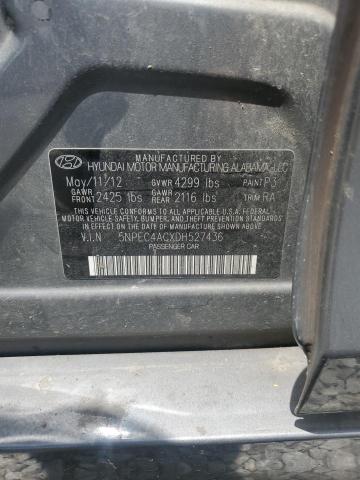 MANUFACTURED BY
HYUNDAI MOTOR MANUFACTURING ALABAMA, LLC
May/11/12 GVWR 4299 lbs PAINT P3
GAWR FRONT 2425 lbs GAWR REAR 2116 lbs TRIM RA
THIS VEHICLE CONFORMS TO ALL APPLICABLE U.S.A. FEDERAL
MOTOR VEHICLE SAFETY, BUMPER, AND THEFT PREVENTION
STANDARDS IN EFFECT ON THE DATE OF MANUFACTURE SHOWN ABOVE.
V.I.N 5NPEC4ACXDH527436
PASSENGER CAR